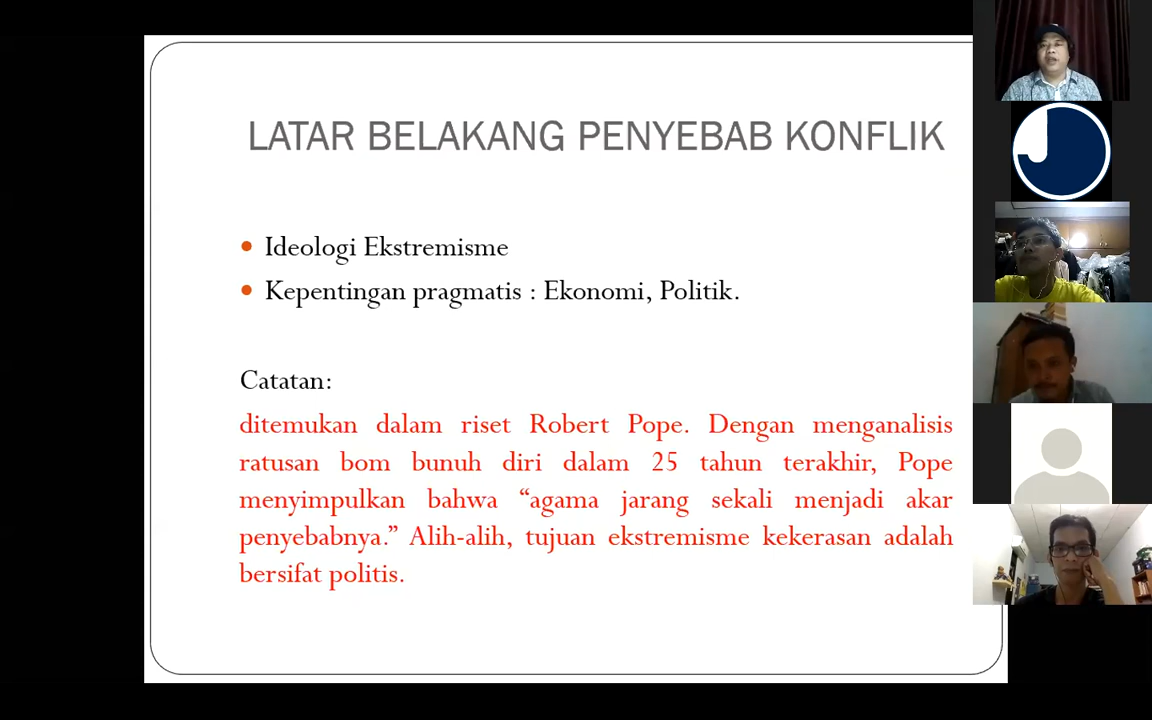 LATAR BELAKANG PENYEBAB KONFLIK
• Ideologi Ekstremisme
• Kepentingan pragmatis : Ekonomi, Politik.
Catatan:
ditemukan dalam riset Robert Pope. Dengan menganalisis
ratusan bom bunuh diri dalam 25 tahun terakhir, Pope
menyimpulkan bahwa “agama jarang sekali menjadi akar
penyebabnya.” Alih-alih, tujuan ekstremisme kekerasan adalah
bersifat politis.